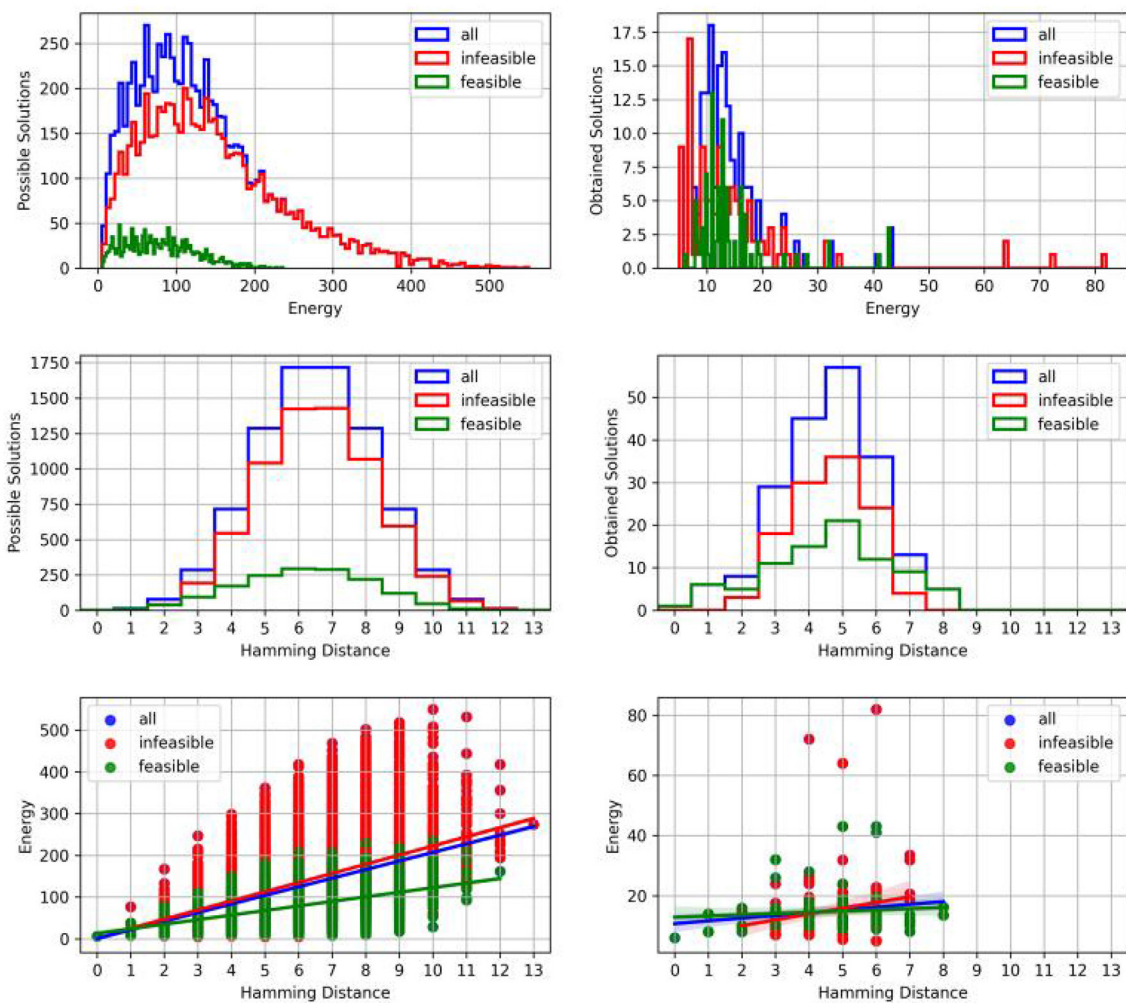 Possible Solutions
250
200
150
100
50
0
0 100 200 300 400 500
Energy
all
infeasible
feasible
Obtained Solutions
17.5
15.0
12.5
10.0
7.5
5.0
2.5
0.0
10 20 30 40 50 60 70 80
Energy
all
infeasible
feasible
Possible Solutions
1750
1500
1250
1000
750
500
250
0
0 1 2 3 4 5 6 7 8 9 10 11 12 13
Hamming Distance
all
infeasible
feasible
Obtained Solutions
50
40
30
20
10
0
0 1 2 3 4 5 6 7 8 9 10 11 12 13
Hamming Distance
all
infeasible
feasible
Energy
500
400
300
200
100
0
0 1 2 3 4 5 6 7 8 9 10 11 12 13
Hamming Distance
all
infeasible
feasible
Energy
80
60
40
20
0 1 2 3 4 5 6 7 8 9 10 11 12 13
Hamming Distance
all
infeasible
feasible